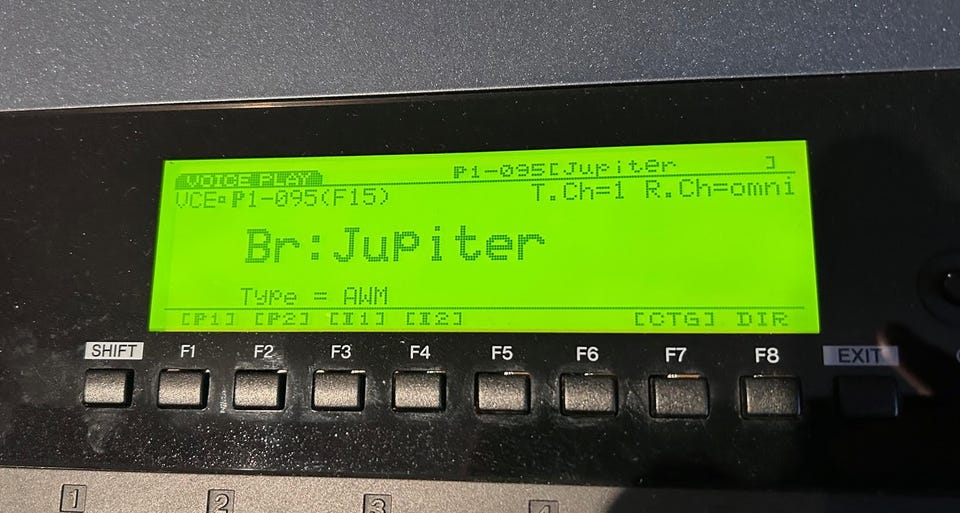 VOICE PLAY P1-095[Jupiter ]
VCE P1-095(F15) T.Ch=1 R.Ch=omni
Br:Jupiter
Type = AWM
[P1] [P2] [I1] [I2] [CTG] DIR
SHIFT F1 F2 F3 F4 F5 F6 F7 F8 EXIT
1 2 3 4